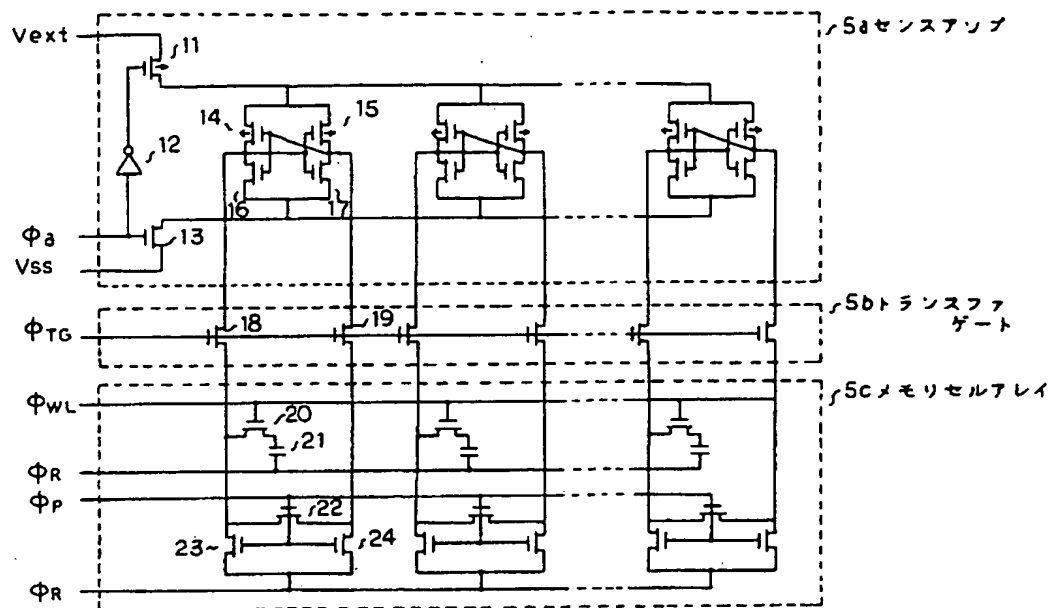 Vext
11
5aセンスアンプ
14
15
12
16
17
φa
13
Vss
5bトランスファ
ゲート
φTG
18
19
5cメモリセルアレイ
φWL
20
21
φR
φP
22
23
24
φR